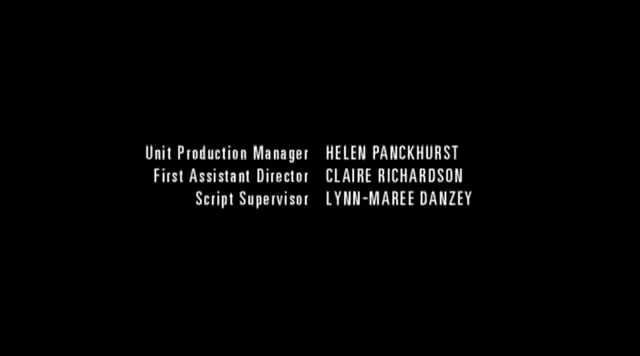 Unit Production Manager HELEN PANCKHURST
First Assistant Director CLAIRE RICHARDSON
Script Supervisor LYNN-MAREE DANZEY